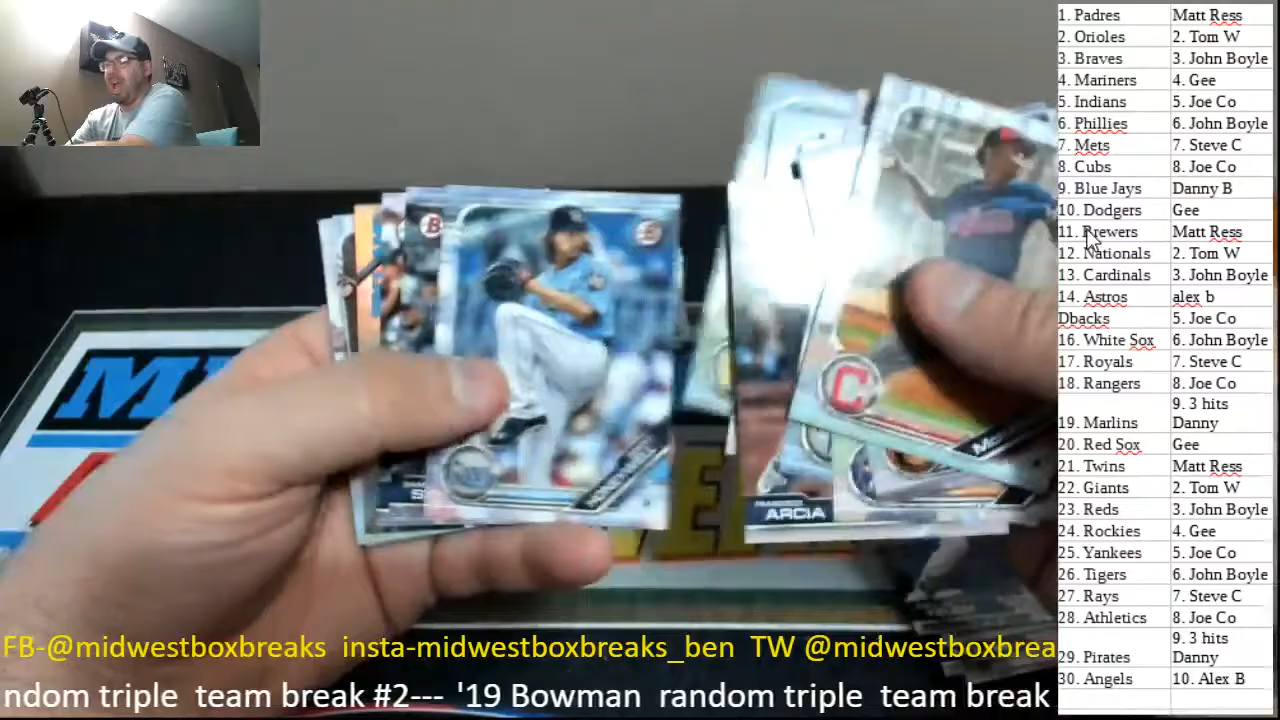 1. Padres Matt Ress
2. Orioles 2. Tom W
3. Braves 3. John Boyle
4. Mariners 4. Gee
5. Indians 5. Joe Co
6. Phillies 6. John Boyle
7. Mets 7. Steve C
8. Cubs 8. Joe Co
9. Blue Jays Danny B
10. Dodgers Gee
11. Brewers Matt Ress
12. Nationals 2. Tom W
13. Cardinals 3. John Boyle
14. Astros alex b
Dbacks 5. Joe Co
16. White Sox 6. John Boyle
17. Royals 7. Steve C
18. Rangers 8. Joe Co
9. 3 hits
19. Marlins Danny
20. Red Sox Gee
21. Twins Matt Ress
22. Giants 2. Tom W
23. Reds 3. John Boyle
24. Rockies 4. Gee
25. Yankees 5. Joe Co
26. Tigers 6. John Boyle
27. Rays 7. Steve C
28. Athletics 8. Joe Co
9. 3 hits
29. Pirates Danny
30. Angels 10. Alex B
B
C
ARCIA
FB-@midwestboxbreaks insta-midwestboxbreaks_ben TW @midwestboxbrea
ndom triple team break #2--- '19 Bowman random triple team break